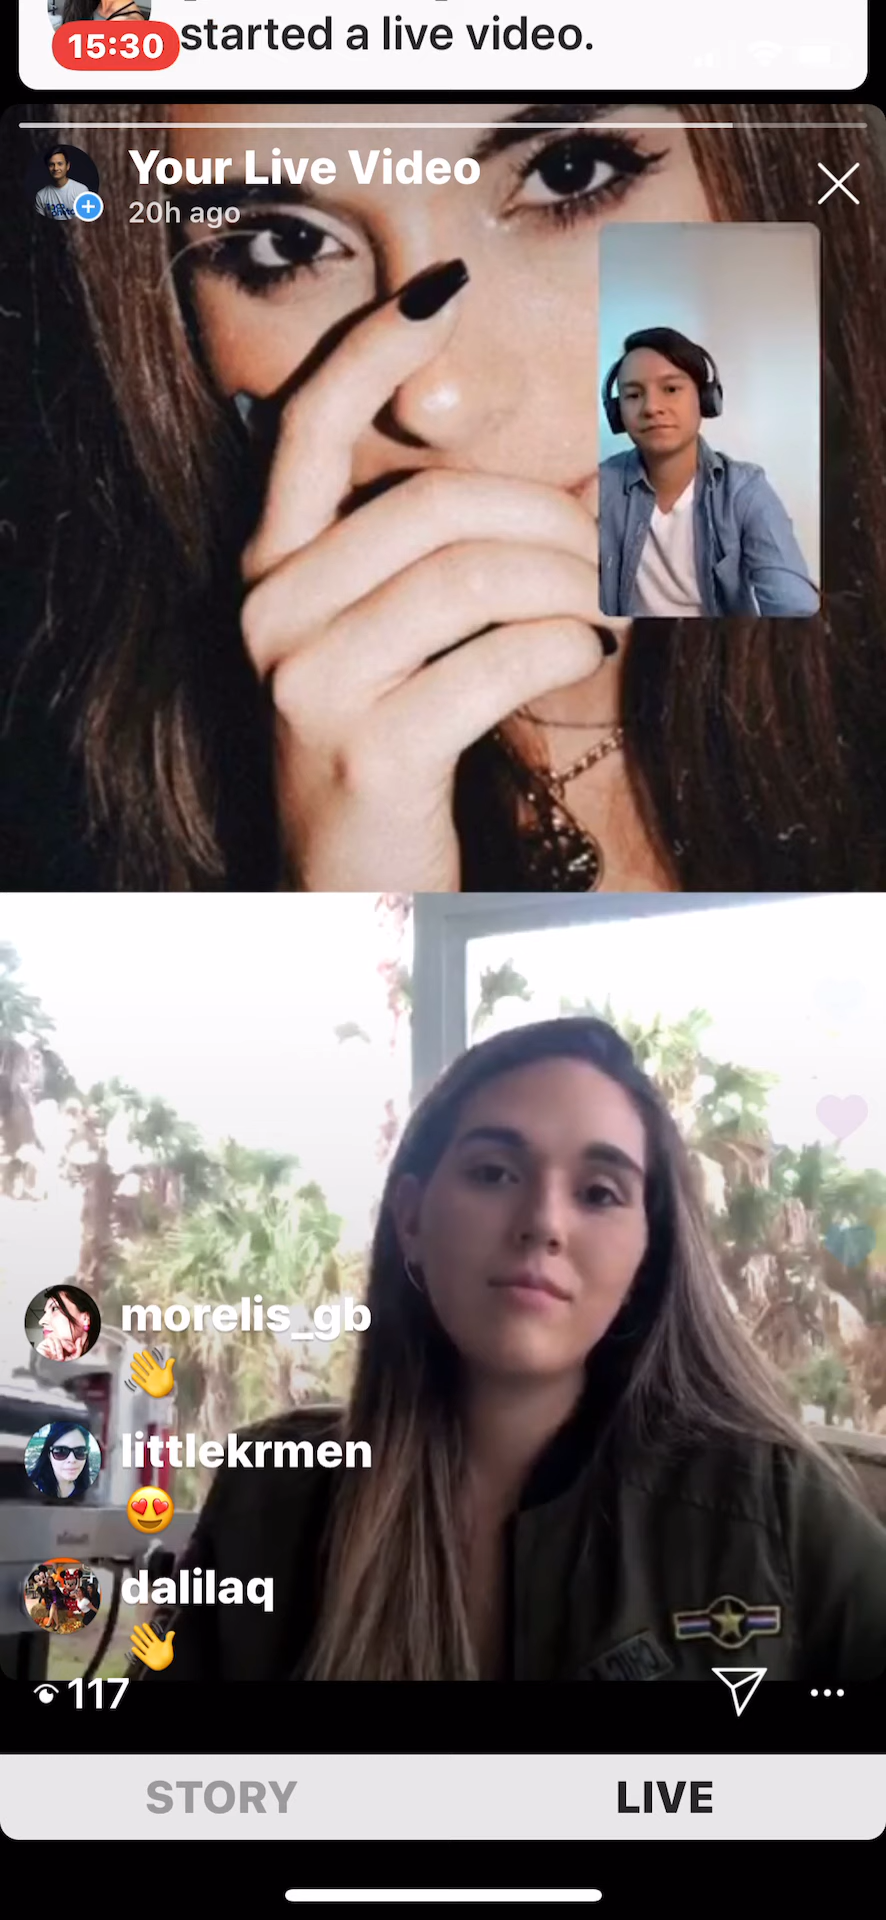 started a live video.
15:30
Your Live Video
20h ago
morelis_gb
👋
littlekrmen
😍
dalilaq
👋
117
STORY
LIVE